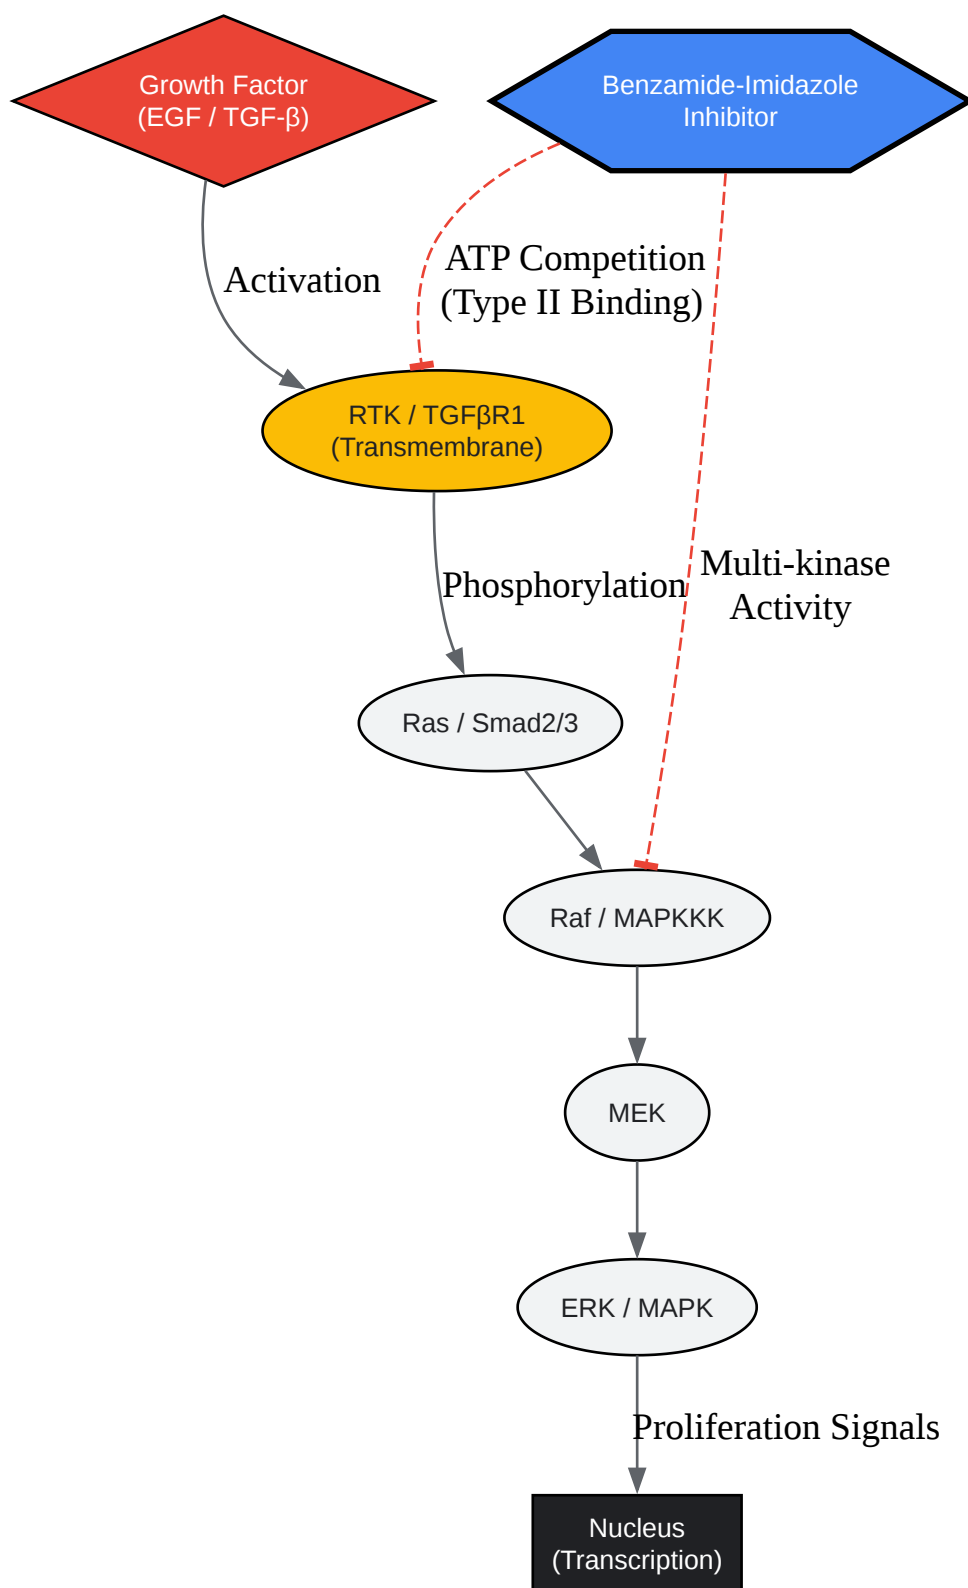 Growth Factor
(EGF / TGF-β)
Benzamide-Imidazole
Inhibitor
Activation
ATP Competition
(Type II Binding)
RTK / TGFβR1
(Transmembrane)
Phosphorylation
Multi-kinase
Activity
Ras / Smad2/3
Raf / MAPKKK
MEK
ERK / MAPK
Proliferation Signals
Nucleus
(Transcription)